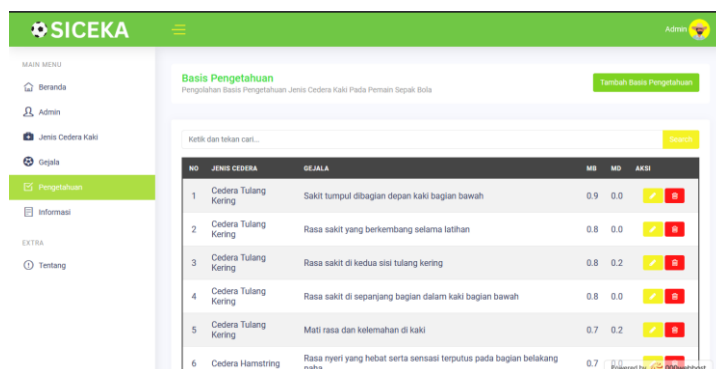 SICEKA
Admin
MAIN MENU
Beranda
Admin
Jenis Cedera Kaki
Gejala
Pengetahuan
Informasi
EXTRA
Tentang
Basis Pengetahuan
Pengolahan Basis Pengetahuan Jenis Cedera Kaki Pada Pemain Sepak Bola
Tambah Basis Pengetahuan
Ketik dan tekan cari...
Search
NO JENIS CEDERA GEJALA MB MD AKSI
1 Cedera Tulang Kering Sakit tumpul dibagian depan kaki bagian bawah 0.9 0.0
2 Cedera Tulang Kering Rasa sakit yang berkembang selama latihan 0.8 0.0
3 Cedera Tulang Kering Rasa sakit di kedua sisi tulang kering 0.8 0.2
4 Cedera Tulang Kering Rasa sakit di sepanjang bagian dalam kaki bagian bawah 0.8 0.0
5 Cedera Tulang Kering Mati rasa dan kelemahan di kaki 0.7 0.2
6 Cedera Hamstring Rasa nyeri yang hebat serta sensasi terputus pada bagian belakang paha 0.7 0.0
Powered by 000webhost